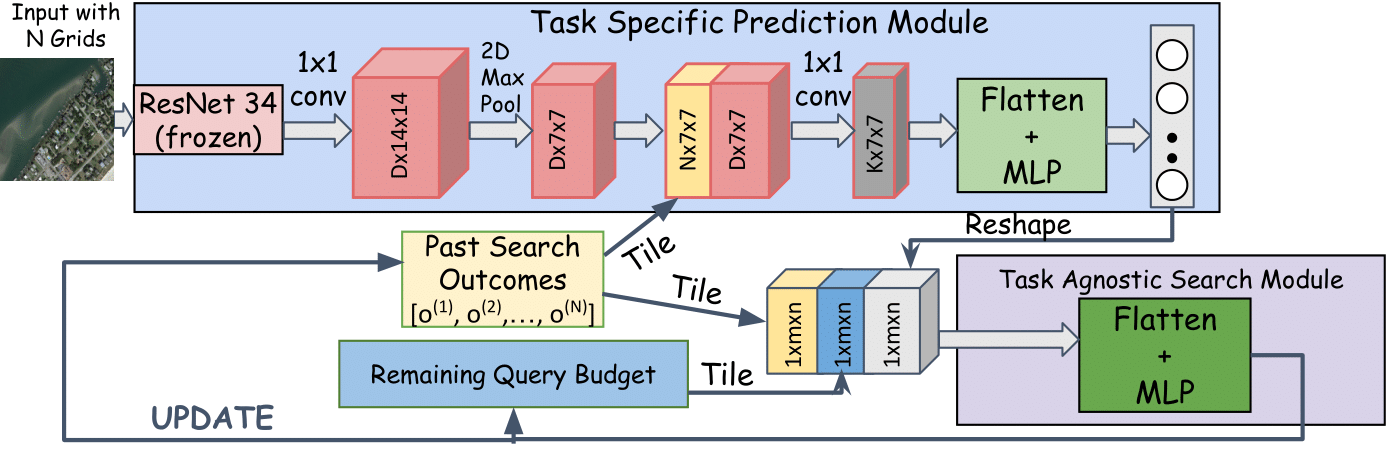 Input with
N Grids
Task Specific Prediction Module
ResNet 34
(frozen)
1x1
conv
Dx14x14
2D
Max
Pool
Dx7x7
Nx7x7
Dx7x7
1x1
conv
Kx7x7
Flatten
+
MLP
Reshape
Past Search
Outcomes
[o(1), o(2),..., o(N)]
Tile
Tile
Remaining Query Budget
Tile
1xmxn
1xmxn
1xmxn
Task Agnostic Search Module
Flatten
+
MLP
UPDATE